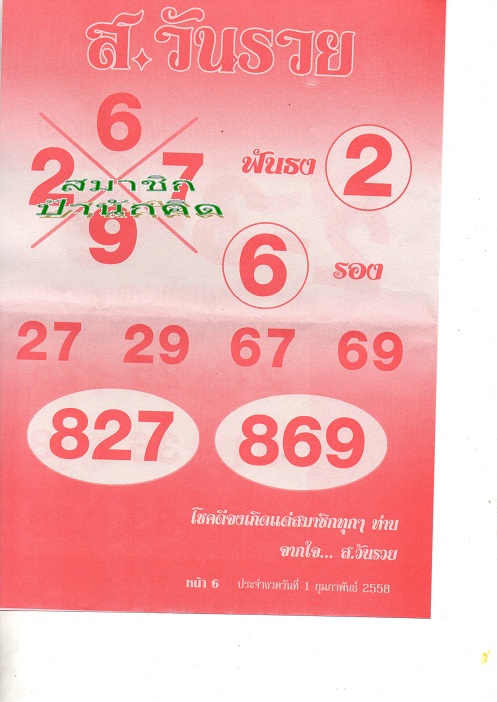 ส.วันรวย
6
2 7
สมาชิก
ป๋านัสคิด
9
ฟันธง 2
6 รอง
27 29 67 69
827 869
โชคดีจงเกิดแด่สมาชิกทุกๆ ท่าน
จากใจ... ส.วันรวย
หน้า 6 ประจำงวดวันที่ 1 กุมภาพันธ์ 2558